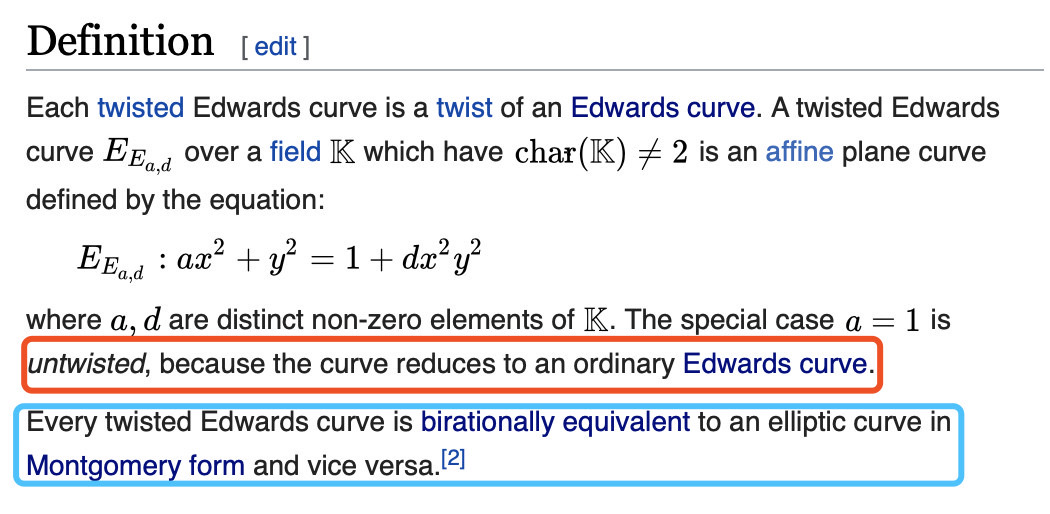 Definition [ edit ]
Each twisted Edwards curve is a twist of an Edwards curve. A twisted Edwards
curve E_{E_{a,d}} over a field 𝕂 which have char(𝕂) ≠ 2 is an affine plane curve
defined by the equation:
E_{E_{a,d}} : ax² + y² = 1 + dx²y²
where a, d are distinct non-zero elements of 𝕂. The special case a = 1 is
untwisted, because the curve reduces to an ordinary Edwards curve.
Every twisted Edwards curve is birationally equivalent to an elliptic curve in
Montgomery form and vice versa.[2]